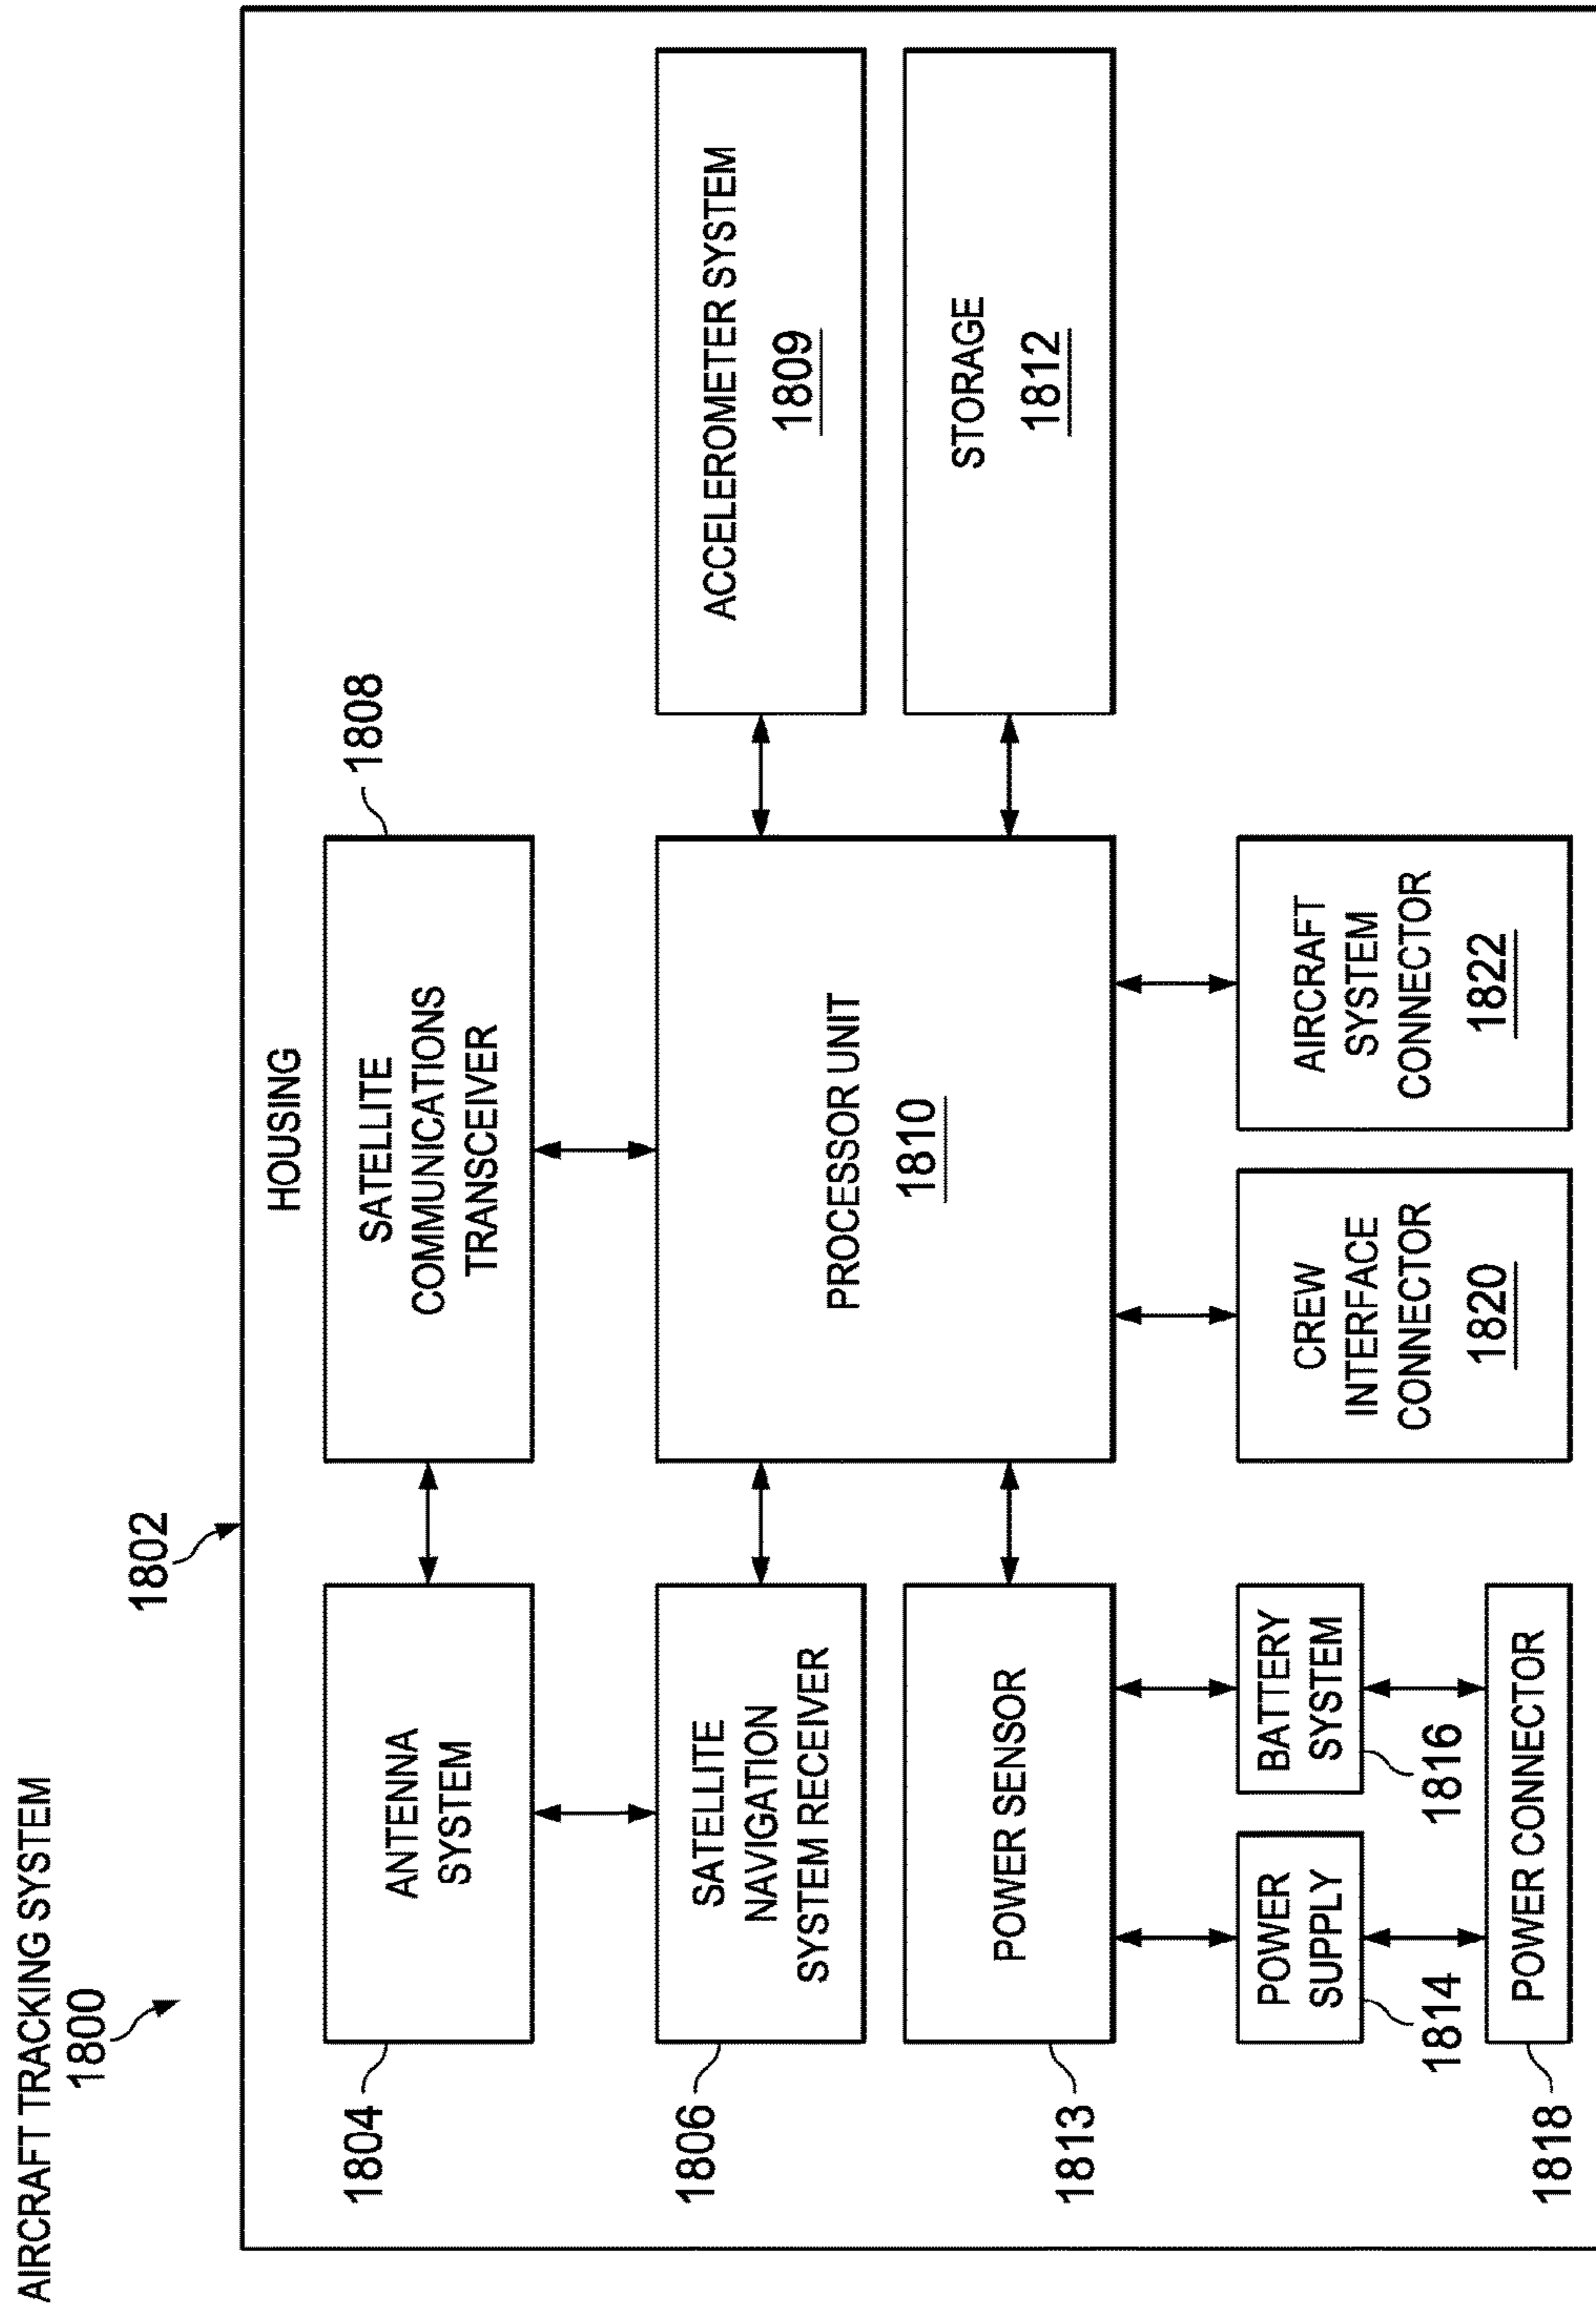 AIRCRAFT TRACKING SYSTEM
1800
1802
HOUSING
1804
ANTENNA
SYSTEM
SATELLITE
COMMUNICATIONS
TRANSCEIVER
1808
1806
SATELLITE
NAVIGATION
SYSTEM RECEIVER
PROCESSOR UNIT
1810
ACCELEROMETER SYSTEM
1809
1813
POWER SENSOR
STORAGE
1812
POWER
SUPPLY
1814
BATTERY
SYSTEM
1816
CREW
INTERFACE
CONNECTOR
1820
AIRCRAFT
SYSTEM
CONNECTOR
1822
1818
POWER CONNECTOR